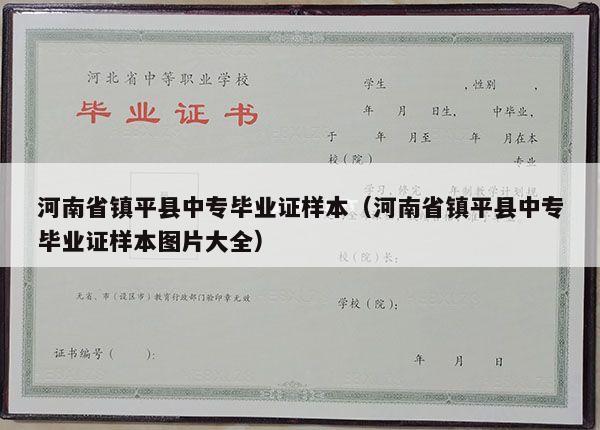 河北省中等职业学校
毕业证书
学生 ，性别 ，
年 月 日生， 中毕业，
于 年 月至 年 月在本
校（院） 专业
学习，修完 年制教学计划规
河南省镇平县中专毕业证样本（河南省镇平县中专
毕业证样本图片大全）
校（院）长：
无省、市（设区市）教育行政部门验印章无效
学校（院）：
证书编号（ ）：
年 月 日